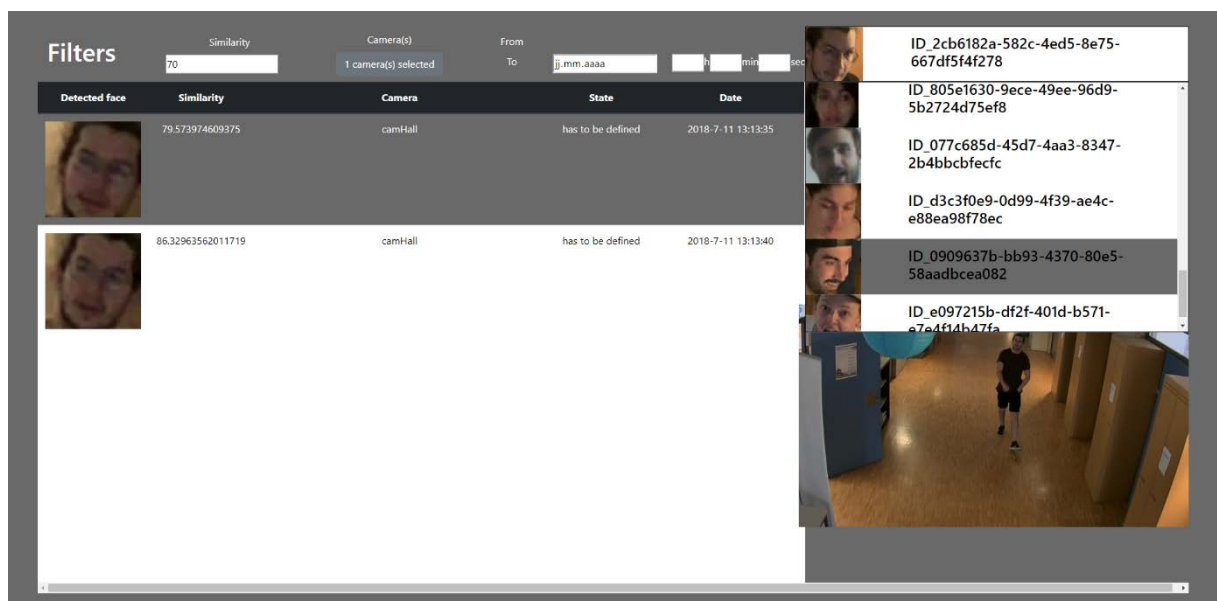 Filters
Similarity
70
Camera(s)
1 camera(s) selected
From
To
jj.mm.aaaa
h
min
sec
Detected face Similarity Camera State Date
79.573974609375 camHall has to be defined 2018-7-11 13:13:35
86.32963562011719 camHall has to be defined 2018-7-11 13:13:40
ID_2cb6182a-582c-4ed5-8e75-
667df5f4f278
ID_805e1630-9ece-49ee-96d9-
5b2724d75ef8
ID_077c685d-45d7-4aa3-8347-
2b4bbcbfecfc
ID_d3c3f0e9-0d99-4f39-ae4c-
e88ea98f78ec
ID_0909637b-bb93-4370-80e5-
58aadbcea082
ID_e097215b-df2f-401d-b571-
e7e4f14b47fa